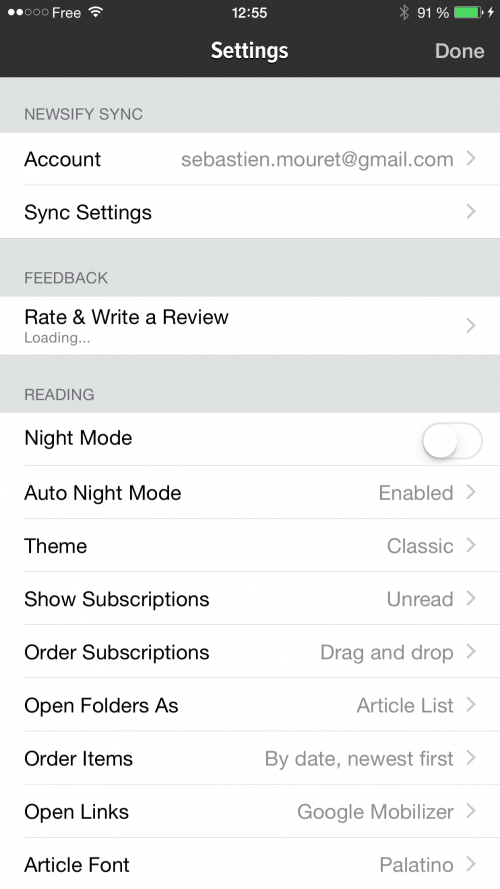 Free 12:55 91 %
Settings Done
NEWSIFY SYNC
Account sebastien.mouret@gmail.com
Sync Settings
FEEDBACK
Rate & Write a Review
Loading...
READING
Night Mode
Auto Night Mode Enabled
Theme Classic
Show Subscriptions Unread
Order Subscriptions Drag and drop
Open Folders As Article List
Order Items By date, newest first
Open Links Google Mobilizer
Article Font Palatino